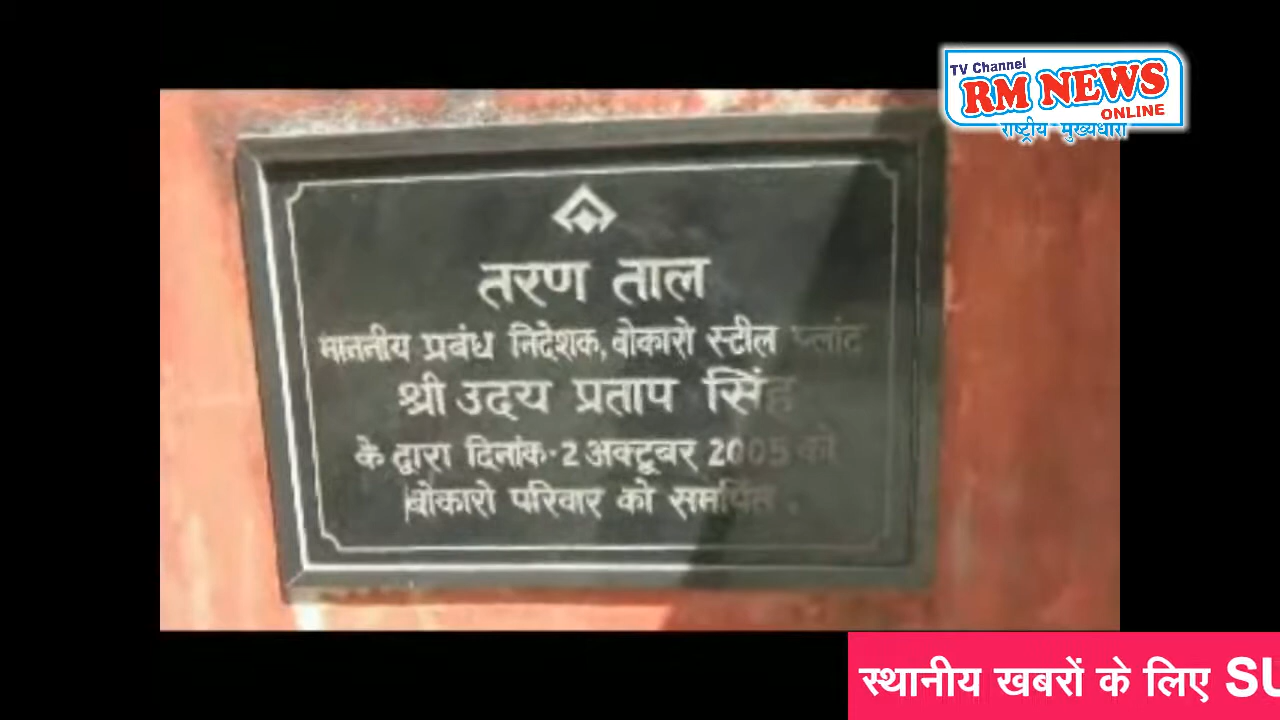 TV Channel
RM NEWS
ONLINE
राष्ट्रीय मुख्यधारा
तरण ताल
माननीय प्रबंध निदेशक, बोकारो स्टील प्लांट
श्री उदय प्रताप सिंह
के द्वारा दिनांक-2 अक्टूबर 2005 को
बोकारो परिवार को समर्पित .
स्थानीय खबरों के लिए SU